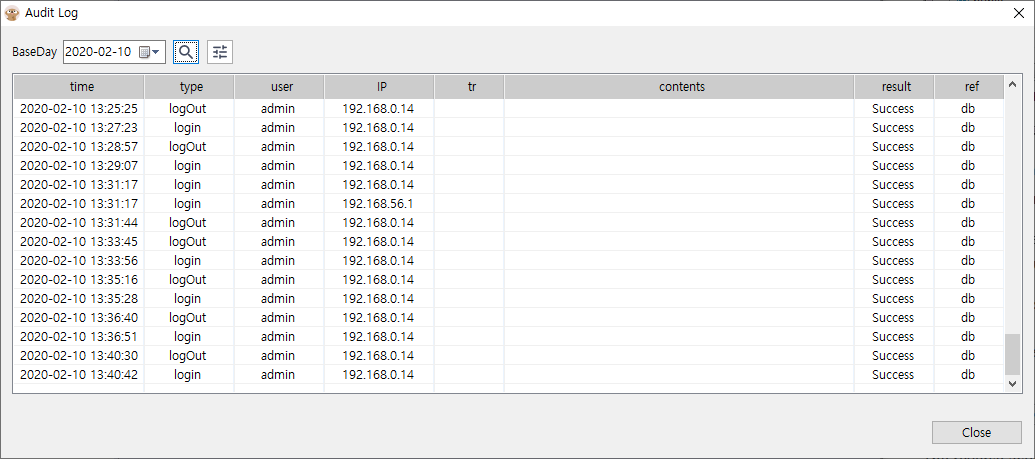 Audit Log
BaseDay 2020-02-10
time type user IP tr contents result ref
2020-02-10 13:25:25 logOut admin 192.168.0.14 Success db
2020-02-10 13:27:23 login admin 192.168.0.14 Success db
2020-02-10 13:28:57 logOut admin 192.168.0.14 Success db
2020-02-10 13:29:07 login admin 192.168.0.14 Success db
2020-02-10 13:31:17 login admin 192.168.0.14 Success db
2020-02-10 13:31:17 login admin 192.168.56.1 Success db
2020-02-10 13:31:44 logOut admin 192.168.0.14 Success db
2020-02-10 13:33:45 logOut admin 192.168.0.14 Success db
2020-02-10 13:33:56 login admin 192.168.0.14 Success db
2020-02-10 13:35:16 logOut admin 192.168.0.14 Success db
2020-02-10 13:35:28 login admin 192.168.0.14 Success db
2020-02-10 13:36:40 logOut admin 192.168.0.14 Success db
2020-02-10 13:36:51 login admin 192.168.0.14 Success db
2020-02-10 13:40:30 logOut admin 192.168.0.14 Success db
2020-02-10 13:40:42 login admin 192.168.0.14 Success db
Close